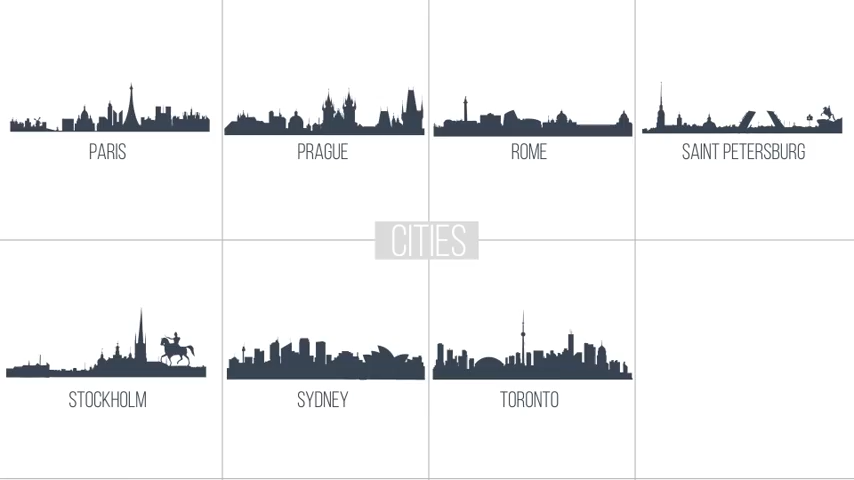 PARIS
PRAGUE
ROME
SAINT PETERSBURG
CITIES
STOCKHOLM
SYDNEY
TORONTO